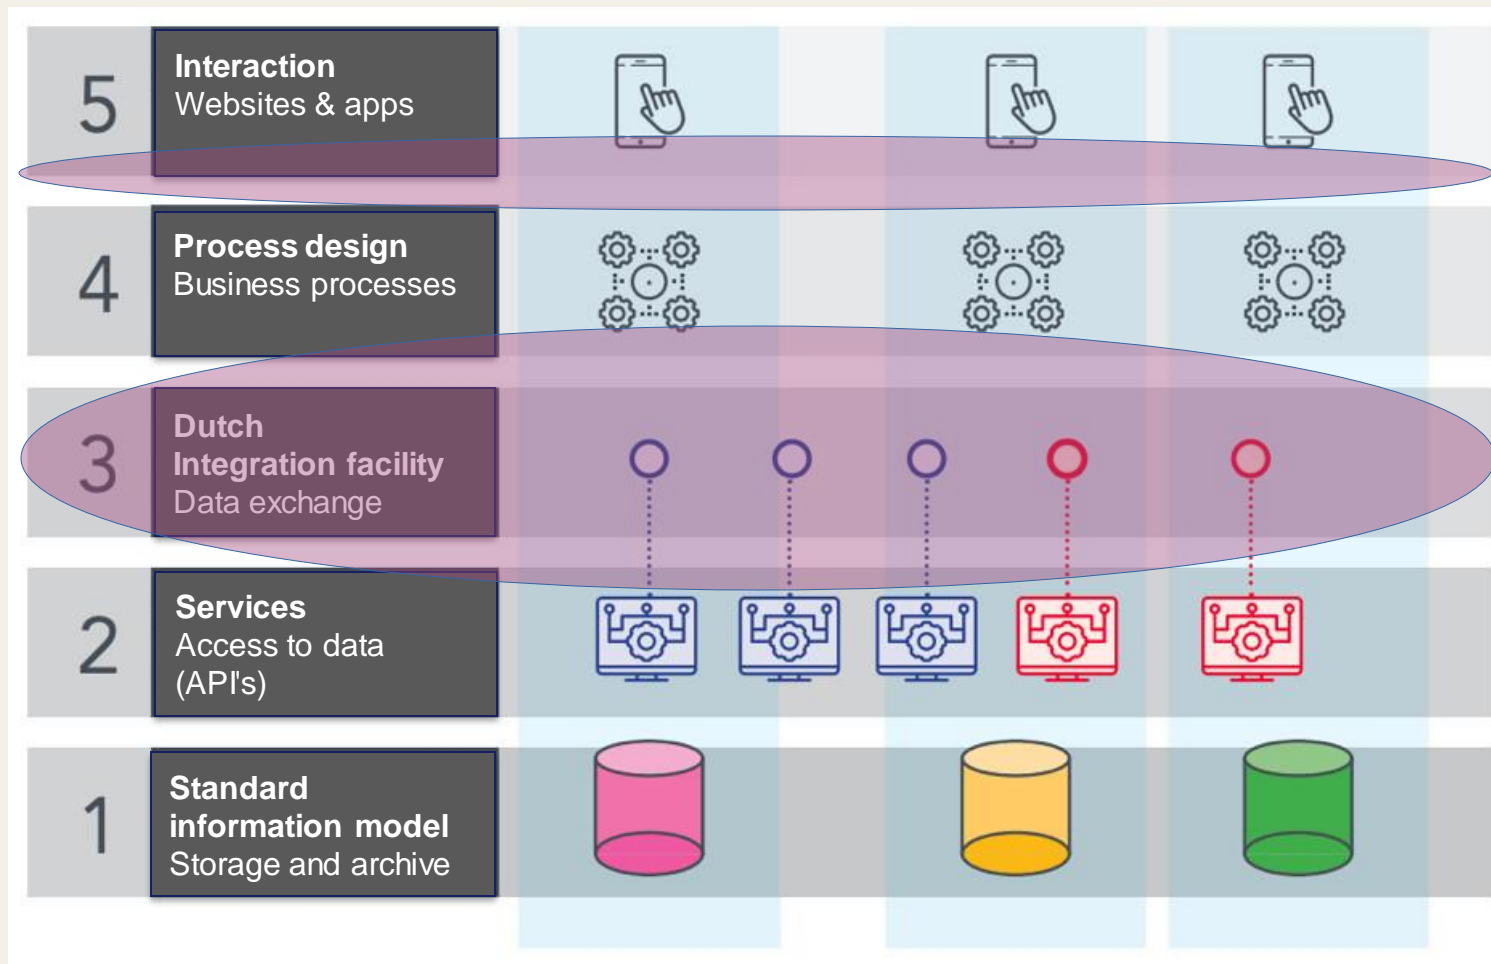 5
Interaction
Websites & apps
4
Process design
Business processes
3
Dutch
Integration facility
Data exchange
2
Services
Access to data
(API's)
1
Standard
information model
Storage and archive